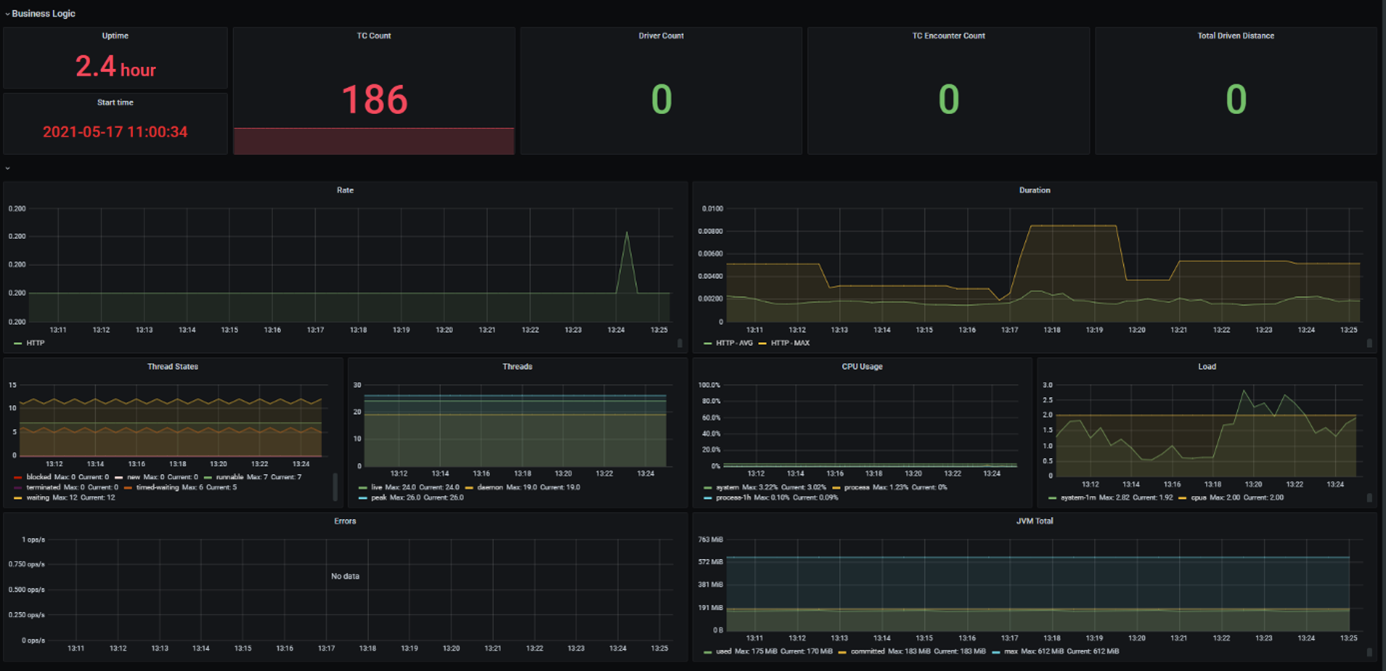 Business Logic
Uptime
2.4 hour
Start time
2021-05-17 11:00:34
TC Count
186
Driver Count
0
TC Encounter Count
0
Total Driven Distance
0
Rate
0.200
0.200
0.200
0.200
0.200
13:11 13:12 13:13 13:14 13:15 13:16 13:17 13:18 13:19 13:20 13:21 13:22 13:23 13:24 13:25
HTTP
Duration
0.0100
0.00800
0.00600
0.00400
0.00200
0
13:11 13:12 13:13 13:14 13:15 13:16 13:17 13:18 13:19 13:20 13:21 13:22 13:23 13:24 13:25
HTTP - AVG HTTP - MAX
Thread States
15
10
5
0
13:12 13:14 13:16 13:18 13:20 13:22 13:24
blocked Max: 0 Current: 0 new Max: 0 Current: 0 runnable Max: 7 Current: 7
terminated Max: 0 Current: 0 timed-waiting Max: 6 Current: 5
waiting Max: 12 Current: 12
Threads
30
20
10
0
13:12 13:14 13:16 13:18 13:20 13:22 13:24
live Max: 24.0 Current: 24.0 daemon Max: 19.0 Current: 19.0
peak Max: 26.0 Current: 26.0
CPU Usage
100.0%
80.0%
60.0%
40.0%
20.0%
0%
13:12 13:14 13:16 13:18 13:20 13:22 13:24
system Max: 3.22% Current: 3.02% process Max: 1.23% Current: 0%
process-1h Max: 0.10% Current: 0.09%
Load
3.0
2.5
2.0
1.5
1.0
0.5
0
13:12 13:14 13:16 13:18 13:20 13:22 13:24
system-1m Max: 2.82 Current: 1.92 cpus Max: 2.00 Current: 2.00
Errors
1 ops/s
0.750 ops/s
0.500 ops/s
0.250 ops/s
0 ops/s
No data
13:11 13:12 13:13 13:14 13:15 13:16 13:17 13:18 13:19 13:20 13:21 13:22 13:23 13:24 13:25
JVM Total
763 MiB
572 MiB
381 MiB
191 MiB
0 B
13:11 13:12 13:13 13:14 13:15 13:16 13:17 13:18 13:19 13:20 13:21 13:22 13:23 13:24 13:25
used Max: 175 MiB Current: 170 MiB committed Max: 183 MiB Current: 183 MiB max Max: 612 MiB Current: 612 MiB